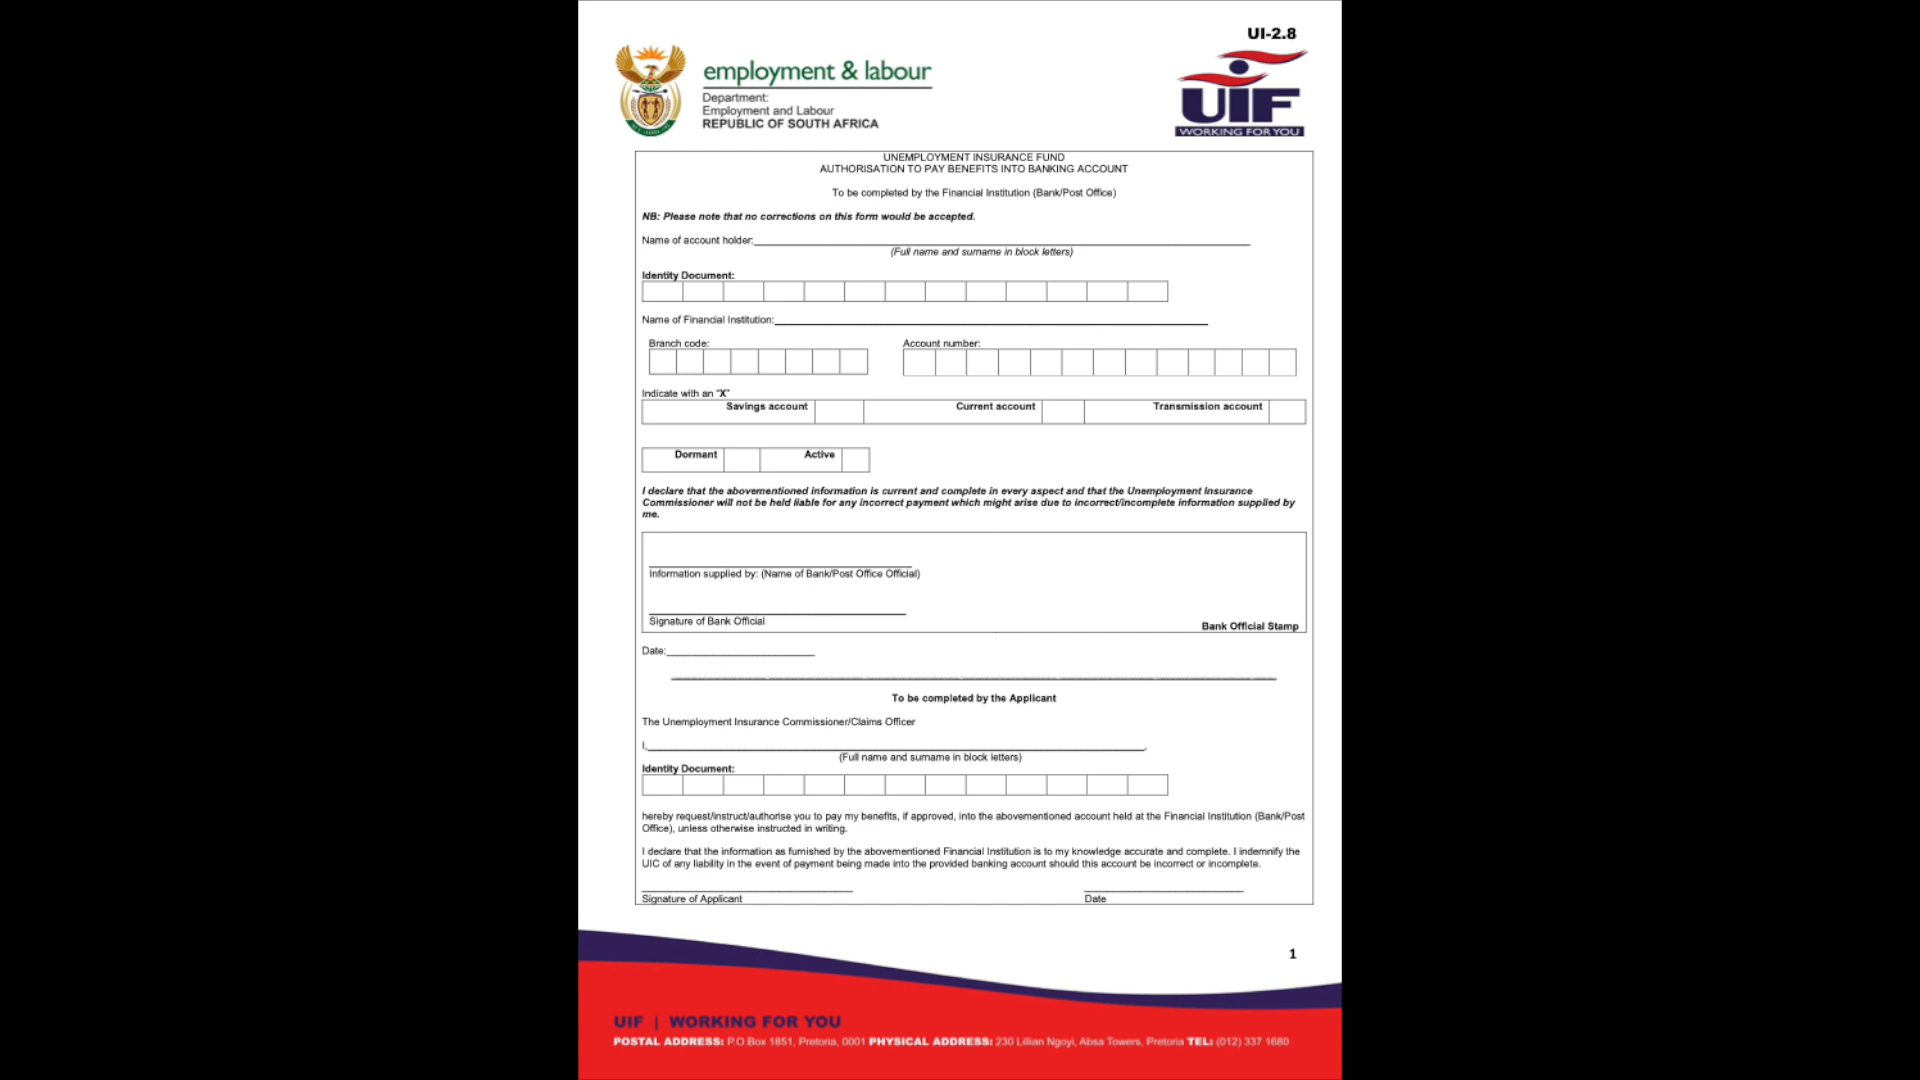 UI-2.8
employment & labour
Department:
Employment and Labour
REPUBLIC OF SOUTH AFRICA
UIF
WORKING FOR YOU
UNEMPLOYMENT INSURANCE FUND
AUTHORISATION TO PAY BENEFITS INTO BANKING ACCOUNT
To be completed by the Financial Institution (Bank/Post Office)
NB: Please note that no corrections on this form would be accepted.
Name of account holder:
(Full name and surname in block letters)
Identity Document:
Name of Financial Institution:
Branch code: Account number:
Indicate with an "X"
Savings account Current account Transmission account
Dormant Active
I declare that the abovementioned information is current and complete in every aspect and that the Unemployment Insurance
Commissioner will not be held liable for any incorrect payment which might arise due to incorrect/incomplete information supplied by
me.
Information supplied by: (Name of Bank/Post Office Official)
Signature of Bank Official
Bank Official Stamp
Date:
To be completed by the Applicant
The Unemployment Insurance Commissioner/Claims Officer
I, ,
(Full name and surname in block letters)
Identity Document:
hereby request/instruct/authorise you to pay my benefits, if approved, into the abovementioned account held at the Financial Institution (Bank/Post
Office), unless otherwise instructed in writing.
I declare that the information as furnished by the abovementioned Financial Institution is to my knowledge accurate and complete. I indemnify the
UIC of any liability in the event of payment being made into the provided banking account should this account be incorrect or incomplete.
Signature of Applicant Date
1
UIF | WORKING FOR YOU
POSTAL ADDRESS: P.O.Box 1851, Pretoria, 0001 PHYSICAL ADDRESS: 230 Lillian Ngoyi, Absa Towers, Pretoria TEL: (012) 337 1680